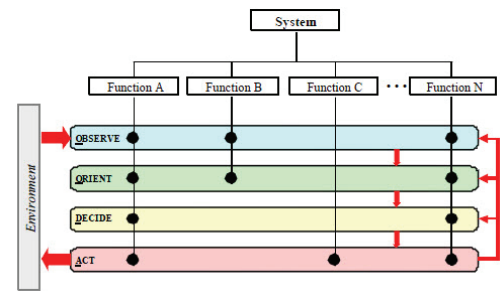 System
Function A
Function B
Function C
• • •
Function N
Environment
OBSERVE
ORIENT
DECIDE
ACT